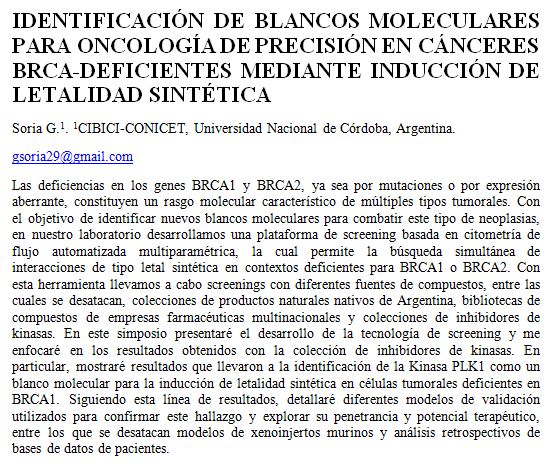 IDENTIFICACIÓN DE BLANCOS MOLECULARES
PARA ONCOLOGÍA DE PRECISIÓN EN CÁNCERES
BRCA-DEFICIENTES MEDIANTE INDUCCIÓN DE
LETALIDAD SINTÉTICA
Soria G.¹. ¹CIBICI-CONICET, Universidad Nacional de Córdoba, Argentina.
gsoria29@gmail.com
Las deficiencias en los genes BRCA1 y BRCA2, ya sea por mutaciones o por expresión
aberrante, constituyen un rasgo molecular característico de múltiples tipos tumorales. Con
el objetivo de identificar nuevos blancos moleculares para combatir este tipo de neoplasias,
en nuestro laboratorio desarrollamos una plataforma de screening basada en citometría de
flujo automatizada multiparamétrica, la cual permite la búsqueda simultánea de
interacciones de tipo letal sintética en contextos deficientes para BRCA1 o BRCA2. Con
esta herramienta llevamos a cabo screenings con diferentes fuentes de compuestos, entre las
cuales se desatacan, colecciones de productos naturales nativos de Argentina, bibliotecas de
compuestos de empresas farmacéuticas multinacionales y colecciones de inhibidores de
kinasas. En este simposio presentaré el desarrollo de la tecnología de screening y me
enfocaré en los resultados obtenidos con la colección de inhibidores de kinasas. En
particular, mostraré resultados que llevaron a la identificación de la Kinasa PLK1 como un
blanco molecular para la inducción de letalidad sintética en células tumorales deficientes en
BRCA1. Siguiendo esta línea de resultados, detallaré diferentes modelos de validación
utilizados para confirmar este hallazgo y explorar su penetrancia y potencial terapéutico,
entre los que se desatacan modelos de xenoinjertos murinos y análisis retrospectivos de
bases de datos de pacientes.